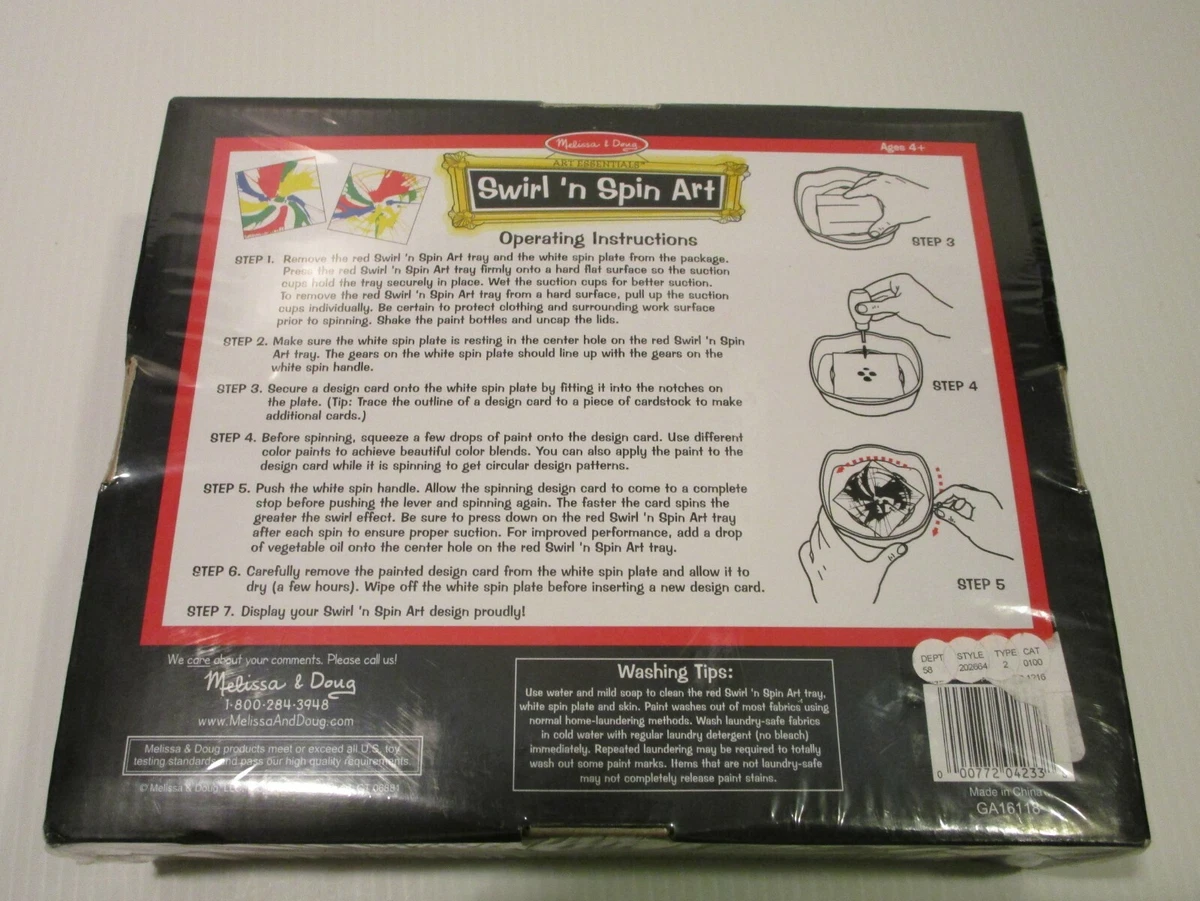 Melissa & Doug
Ages 4+
ART ESSENTIALS™
Swirl 'n Spin Art
Operating Instructions
STEP 1. Remove the red Swirl 'n Spin Art tray and the white spin plate from the package.
Press the red Swirl 'n Spin Art tray firmly onto a hard flat surface so the suction
cups hold the tray securely in place. Wet the suction cups for better suction.
To remove the red Swirl 'n Spin Art tray from a hard surface, pull up the suction
cups individually. Be certain to protect clothing and surrounding work surface
prior to spinning. Shake the paint bottles and uncap the lids.
STEP 2. Make sure the white spin plate is resting in the center hole on the red Swirl 'n Spin
Art tray. The gears on the white spin plate should line up with the gears on the
white spin handle.
STEP 3. Secure a design card onto the white spin plate by fitting it into the notches on
the plate. (Tip: Trace the outline of a design card to a piece of cardstock to make
additional cards.)
STEP 4. Before spinning, squeeze a few drops of paint onto the design card. Use different
color paints to achieve beautiful color blends. You can also apply the paint to the
design card while it is spinning to get circular design patterns.
STEP 5. Push the white spin handle. Allow the spinning design card to come to a complete
stop before pushing the lever and spinning again. The faster the card spins the
greater the swirl effect. Be sure to press down on the red Swirl 'n Spin Art tray
after each spin to ensure proper suction. For improved performance, add a drop
of vegetable oil onto the center hole on the red Swirl 'n Spin Art tray.
STEP 6. Carefully remove the painted design card from the white spin plate and allow it to
dry (a few hours). Wipe off the white spin plate before inserting a new design card.
STEP 7. Display your Swirl 'n Spin Art design proudly!
STEP 3
STEP 4
STEP 5
We care about your comments. Please call us!
Melissa & Doug
1-800-284-3948
www.MelissaAndDoug.com
Melissa & Doug products meet or exceed all U.S. toy
testing standards and pass our high quality requirements.
© Melissa & Doug, CT 06881
Washing Tips:
Use water and mild soap to clean the red Swirl 'n Spin Art tray,
white spin plate and skin. Paint washes out of most fabrics using
normal home-laundering methods. Wash laundry-safe fabrics
in cold water with regular laundry detergent (no bleach)
immediately. Repeated laundering may be required to totally
wash out some paint marks. Items that are not laundry-safe
may not completely release paint stains.
DEPT STYLE TYPE CAT
58 202664 2 0100
0 00772 04233
Made in China
GA16118